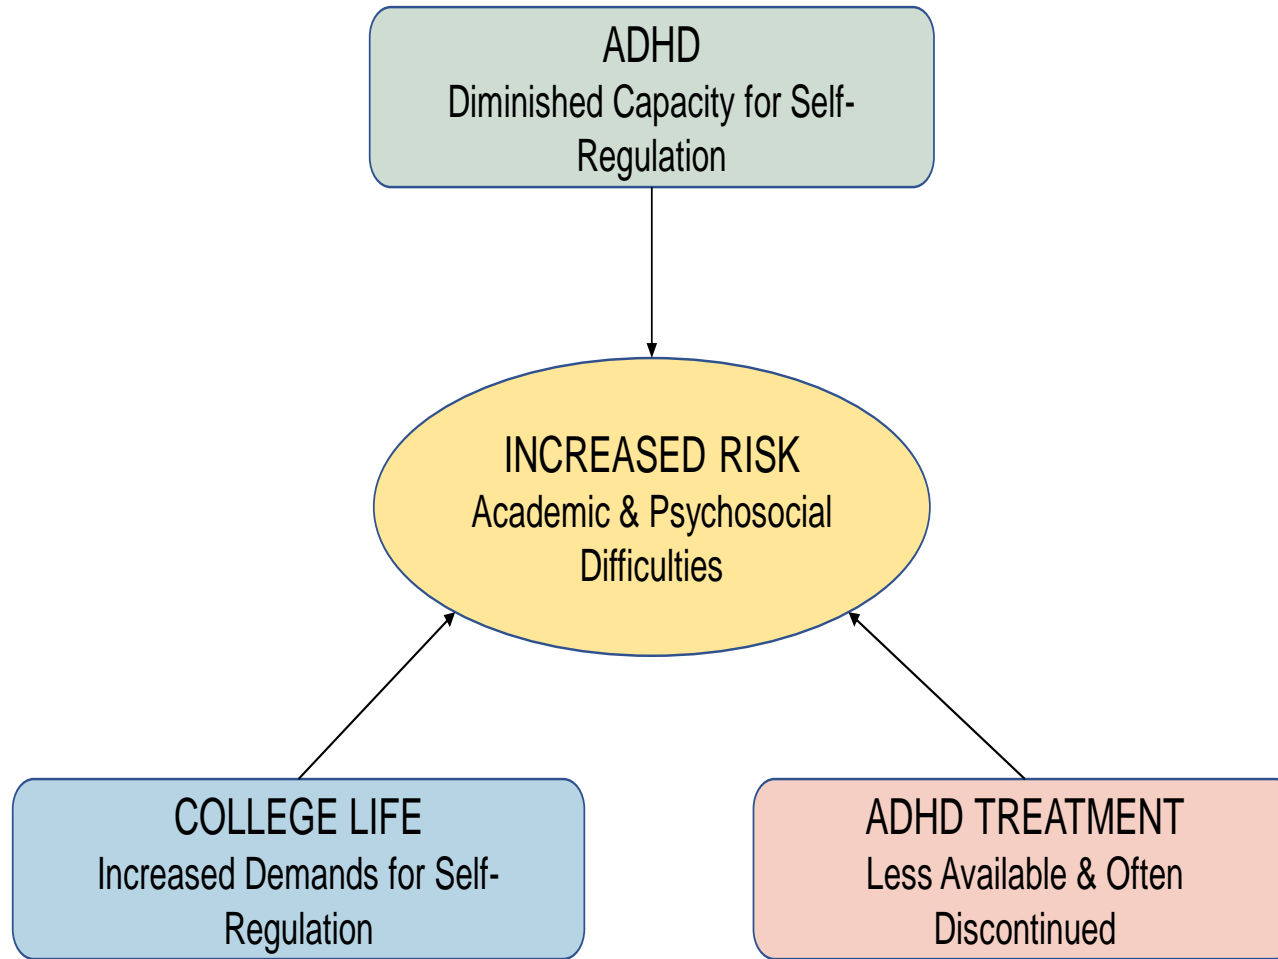 ADHD
Diminished Capacity for Self-
Regulation
INCREASED RISK
Academic & Psychosocial
Difficulties
COLLEGE LIFE
Increased Demands for Self-
Regulation
ADHD TREATMENT
Less Available & Often
Discontinued